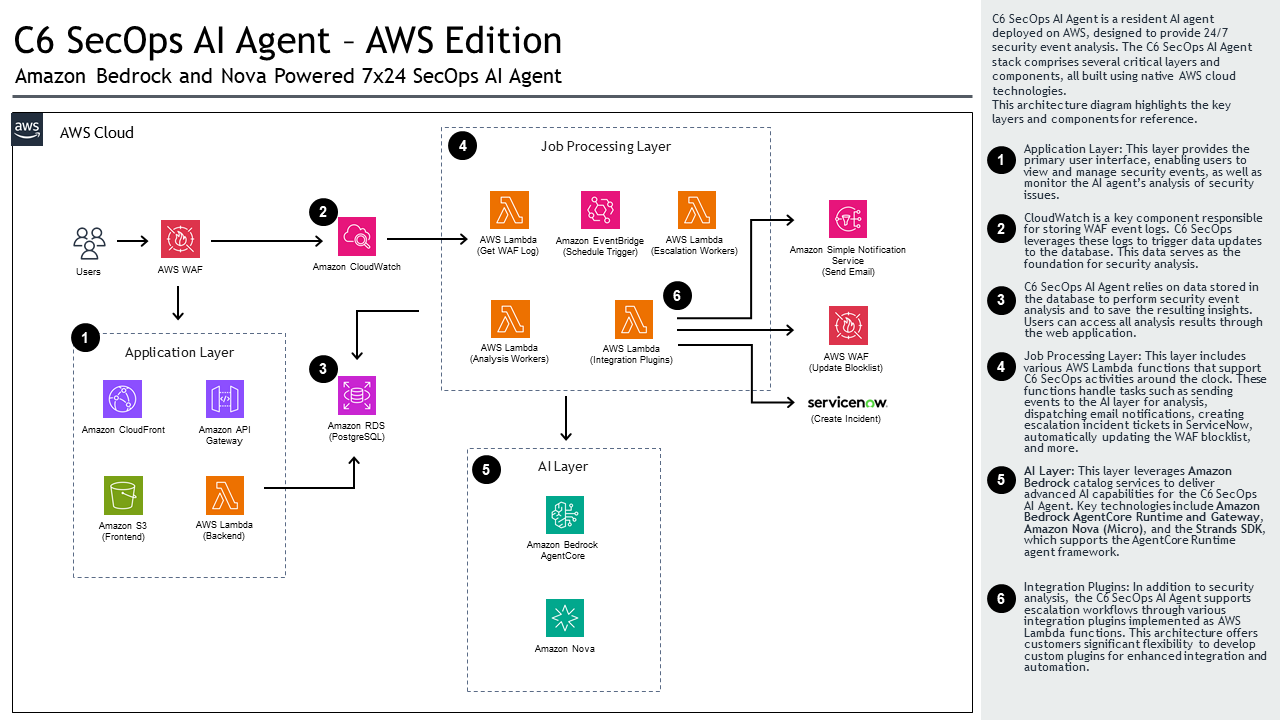 C6 SecOps AI Agent – AWS Edition
Amazon Bedrock and Nova Powered 7x24 SecOps AI Agent
aws
AWS Cloud
Users
AWS WAF
2
Amazon CloudWatch
4
Job Processing Layer
AWS Lambda
(Get WAF Log)
Amazon EventBridge
(Schedule Trigger)
AWS Lambda
(Escalation Workers)
AWS Lambda
(Analysis Workers)
6
AWS Lambda
(Integration Plugins)
Amazon Simple Notification
Service
(Send Email)
AWS WAF
(Update Blocklist)
servicenow
(Create Incident)
1
Application Layer
Amazon CloudFront
Amazon API
Gateway
Amazon S3
(Frontend)
AWS Lambda
(Backend)
3
Amazon RDS
(PostgreSQL)
5
AI Layer
Amazon Bedrock
AgentCore
Amazon Nova
C6 SecOps AI Agent is a resident AI agent
deployed on AWS, designed to provide 24/7
security event analysis. The C6 SecOps AI Agent
stack comprises several critical layers and
components, all built using native AWS cloud
technologies.
This architecture diagram highlights the key
layers and components for reference.
1
Application Layer: This layer provides the
primary user interface, enabling users to
view and manage security events, as well as
monitor the AI agent's analysis of security
issues.
2
CloudWatch is a key component responsible
for storing WAF event logs. C6 SecOps
leverages these logs to trigger data updates
to the database. This data serves as the
foundation for security analysis.
3
C6 SecOps AI Agent relies on data stored in
the database to perform security event
analysis and to save the resulting insights.
Users can access all analysis results through
the web application.
4
Job Processing Layer: This layer includes
various AWS Lambda functions that support
C6 SecOps activities around the clock. These
functions handle tasks such as sending
events to the AI layer for analysis,
dispatching email notifications, creating
escalation incident tickets in ServiceNow,
automatically updating the WAF blocklist,
and more.
5
AI Layer: This layer leverages Amazon
Bedrock catalog services to deliver
advanced AI capabilities for the C6 SecOps
AI Agent. Key technologies include Amazon
Bedrock AgentCore Runtime and Gateway,
Amazon Nova (Micro), and the Strands SDK,
which supports the AgentCore Runtime
agent framework.
6
Integration Plugins: In addition to security
analysis, the C6 SecOps AI Agent supports
escalation workflows through various
integration plugins implemented as AWS
Lambda functions. This architecture offers
customers significant flexibility to develop
custom plugins for enhanced integration and
automation.